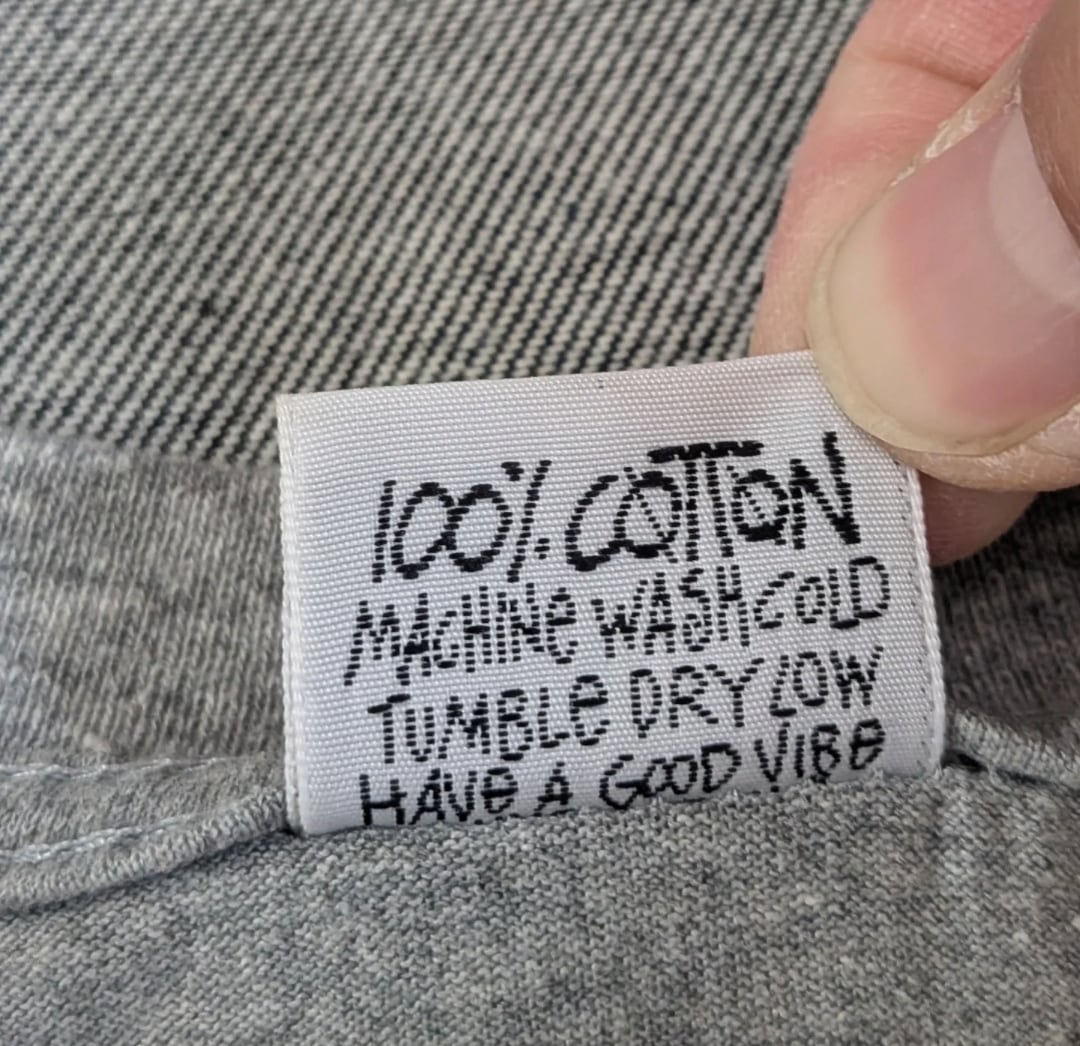 100% COTTON
MACHINE WASH COLD
TUMBLE DRY LOW
HAVE A GOOD VIBE